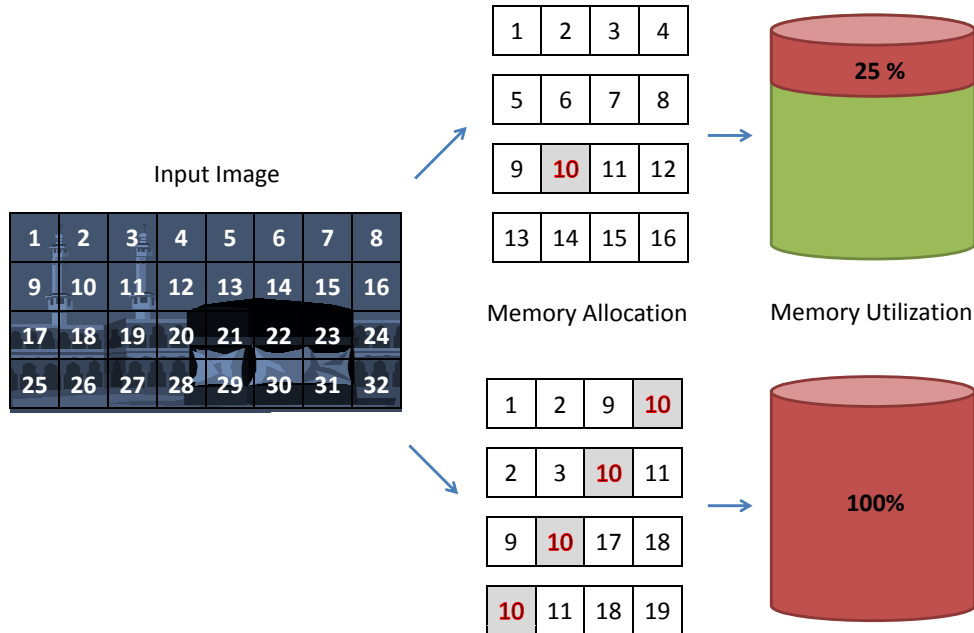 Input Image
1 2 3 4 5 6 7 8
9 10 11 12 13 14 15 16
17 18 19 20 21 22 23 24
25 26 27 28 29 30 31 32
1 2 3 4
5 6 7 8
9 10 11 12
13 14 15 16
25 %
Memory Allocation
Memory Utilization
1 2 9 10
2 3 10 11
9 10 17 18
10 11 18 19
100%